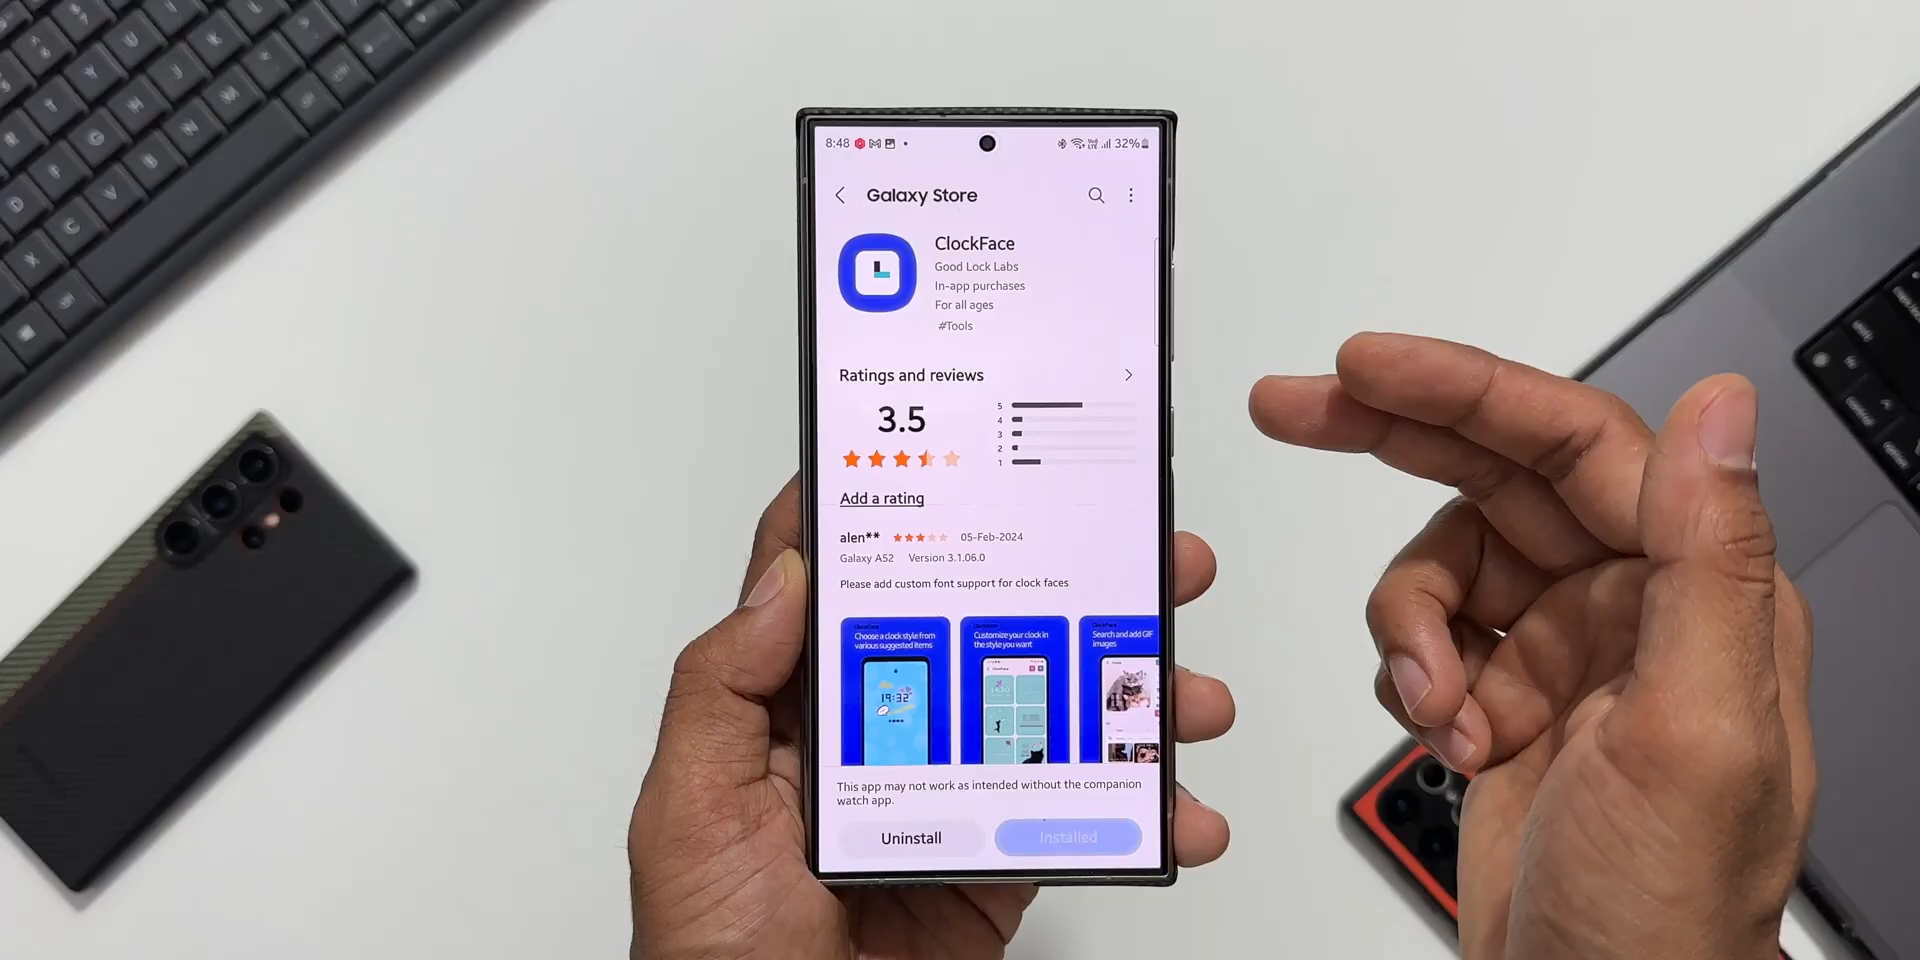 8:48
32%
Galaxy Store
ClockFace
Good Lock Labs
In-app purchases
For all ages
#Tools
Ratings and reviews
3.5
5
4
3
2
1
Add a rating
alen** 05-Feb-2024
Galaxy A52 Version 3.1.06.0
Please add custom font support for clock faces
Choose a clock style from
various suggested items
Customize your clock in
the style you want
Search and add GIF
images
19:32
This app may not work as intended without the companion
watch app.
Uninstall
Installed